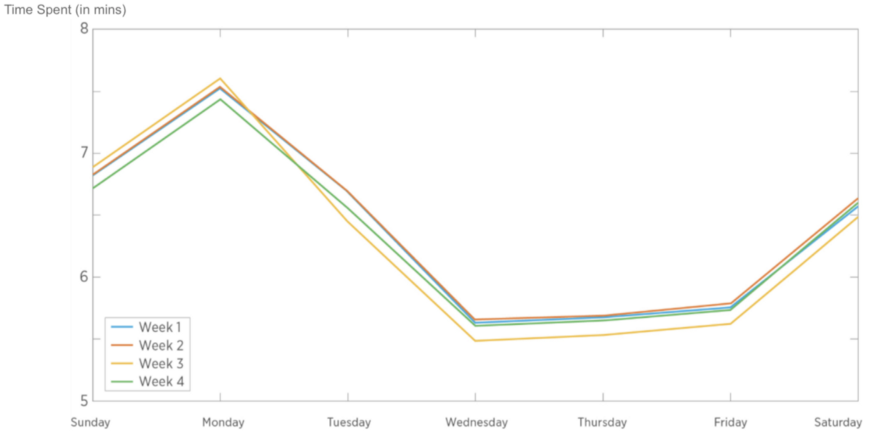 Time Spent (in mins)
8
7
6
5
Week 1
Week 2
Week 3
Week 4
Sunday Monday Tuesday Wednesday Thursday Friday Saturday